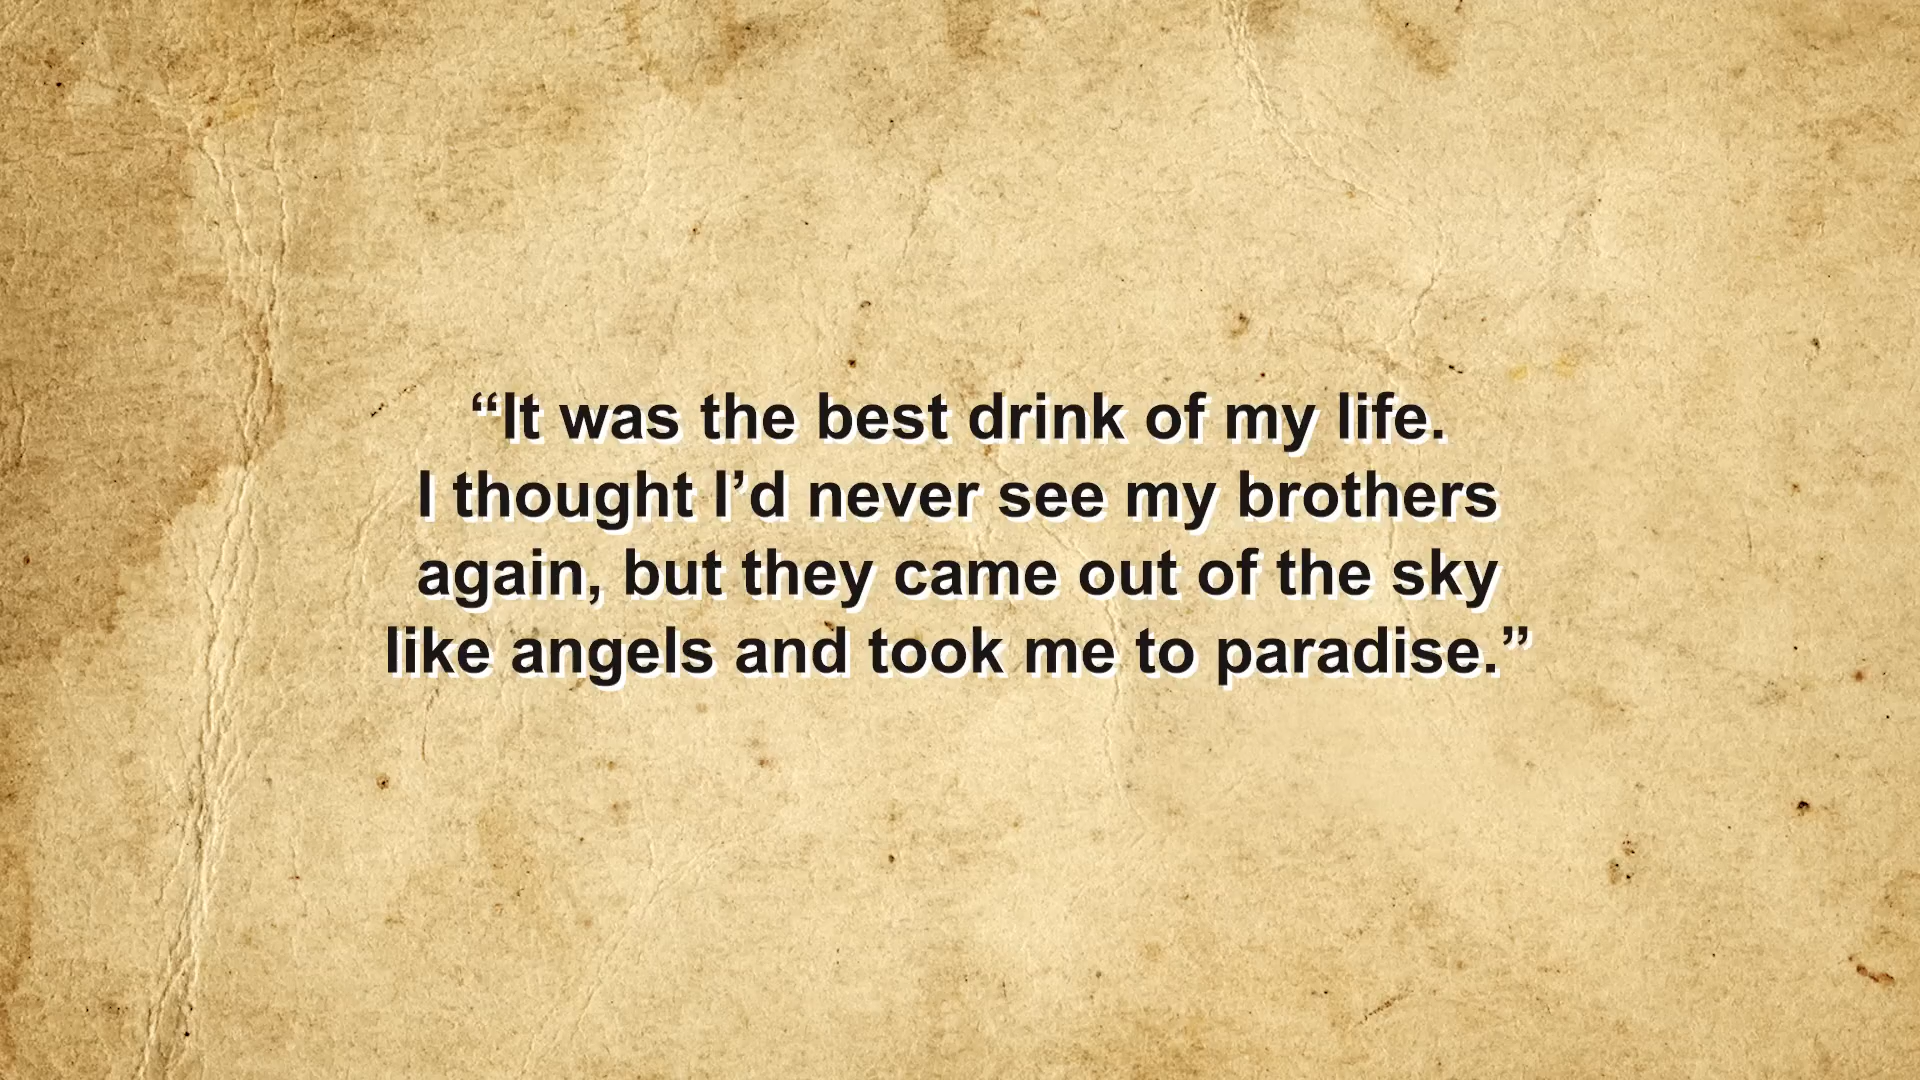 “It was the best drink of my life.
I thought I’d never see my brothers
again, but they came out of the sky
like angels and took me to paradise.”